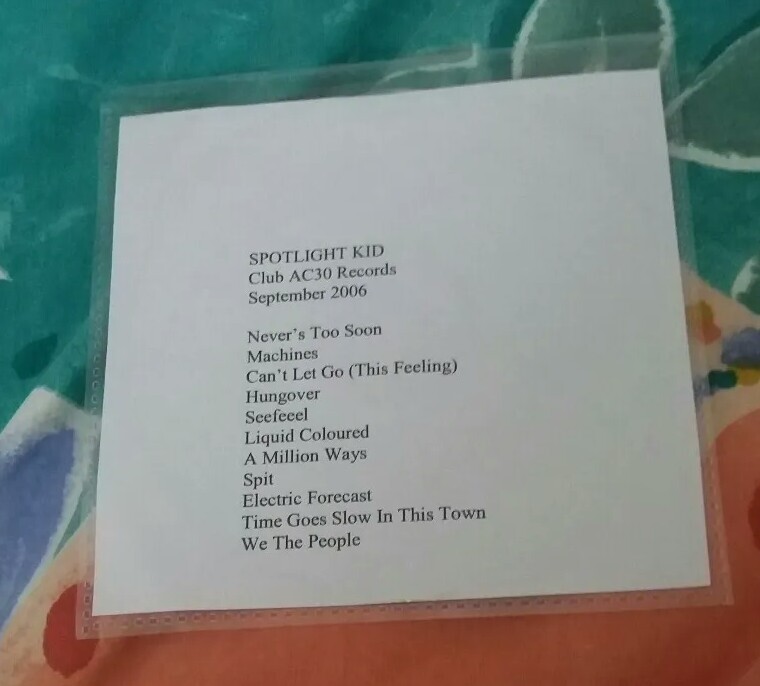 SPOTLIGHT KID
Club AC30 Records
September 2006
Never's Too Soon
Machines
Can't Let Go (This Feeling)
Hungover
Seefeeel
Liquid Coloured
A Million Ways
Spit
Electric Forecast
Time Goes Slow In This Town
We The People